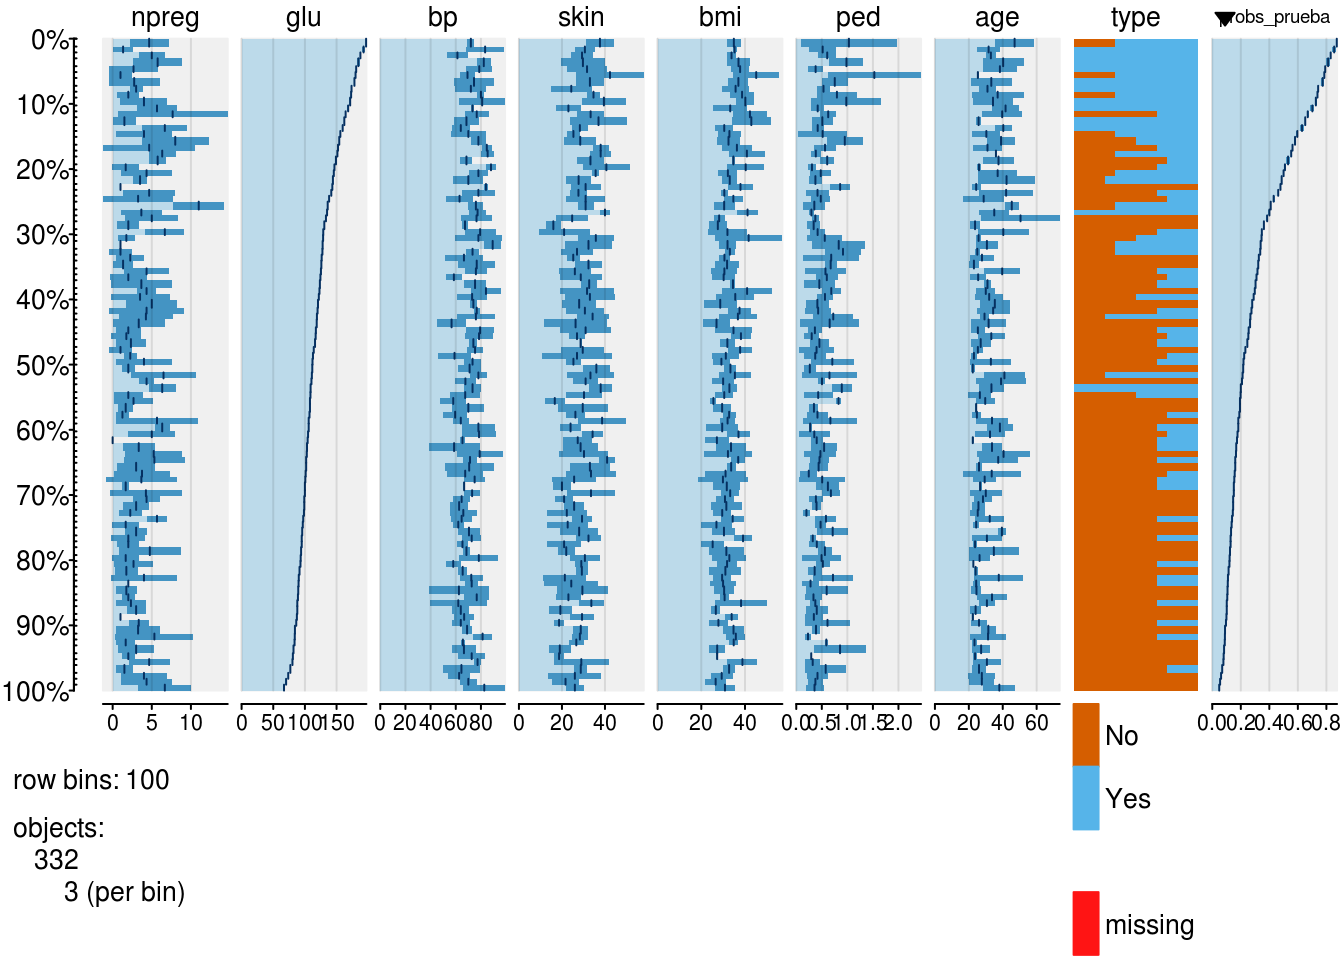 npreg glu bp skin bmi ped age type probs_prueba
0%
10%
20%
30%
40%
50%
60%
70%
80%
90%
100%
0 5 10 0 50 100 150 0 20 40 60 80 0 20 40 0 20 40 0.0 0.5 1.0 1.5 2.0 0 20 40 60 0.0 0.2 0.4 0.6 0.8
No
Yes
missing
row bins: 100
objects:
332
3 (per bin)